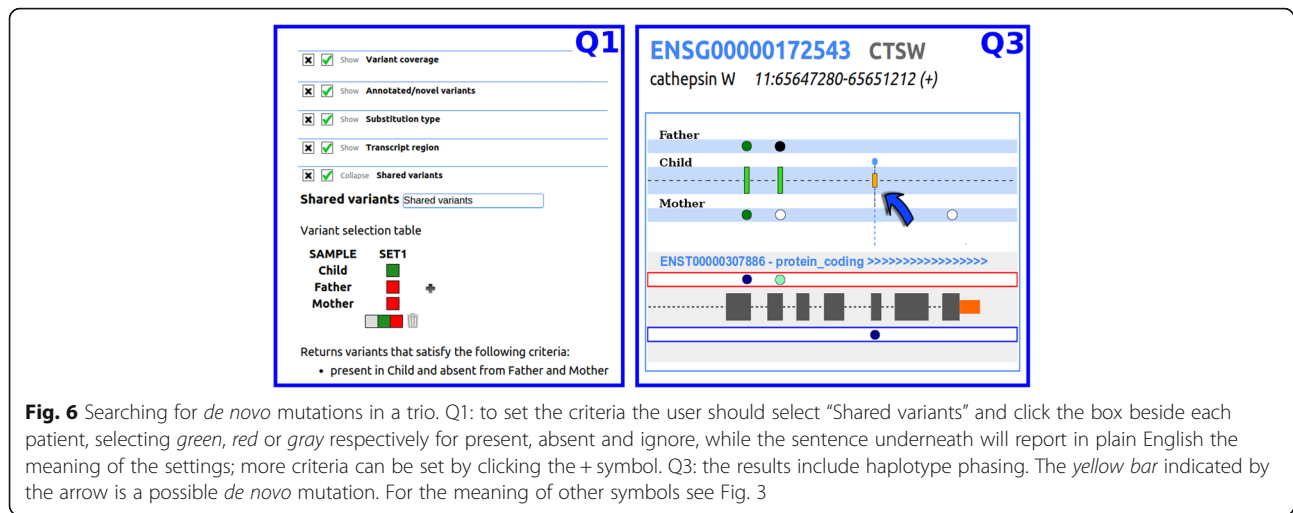 Q1
Show Variant coverage
Show Annotated/novel variants
Show Substitution type
Show Transcript region
Collapse Shared variants
Shared variants Shared variants
Variant selection table
SAMPLE SET1
Child
Father
Mother
Returns variants that satisfy the following criteria:
• present in Child and absent from Father and Mother
Q3
ENSG00000172543 CTSW
cathepsin W 11:65647280-65651212 (+)
Father
Child
Mother
ENST00000307886 - protein_coding >>>>>>>>>>>>>>>>>
Fig. 6 Searching for de novo mutations in a trio. Q1: to set the criteria the user should select “Shared variants” and click the box beside each
patient, selecting green, red or gray respectively for present, absent and ignore, while the sentence underneath will report in plain English the
meaning of the settings; more criteria can be set by clicking the + symbol. Q3: the results include haplotype phasing. The yellow bar indicated by
the arrow is a possible de novo mutation. For the meaning of other symbols see Fig. 3